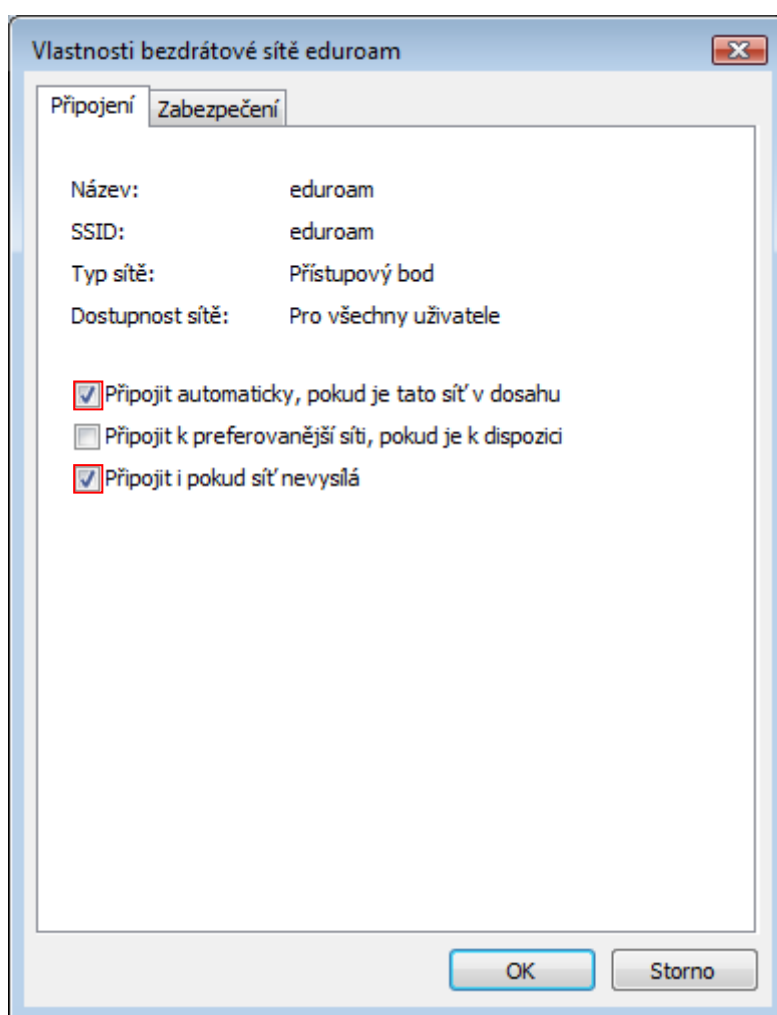 Vlastnosti bezdrátové sítě eduroam
Připojení Zabezpečení
Název: eduroam
SSID: eduroam
Typ sítě: Přístupový bod
Dostupnost sítě: Pro všechny uživatele
Připojit automaticky, pokud je tato síť v dosahu
Připojit k preferovanější síti, pokud je k dispozici
Připojit i pokud síť nevysílá
OK Storno